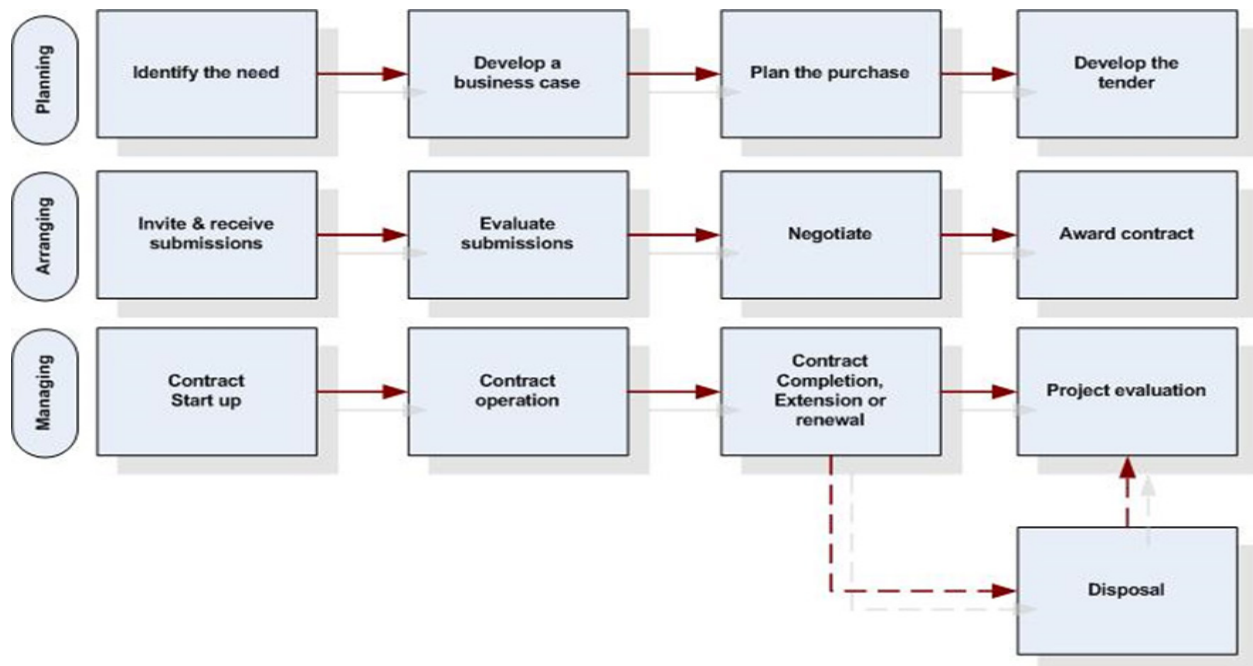 Planning
Identify the need
Develop a
business case
Plan the purchase
Develop the
tender
Arranging
Invite & receive
submissions
Evaluate
submissions
Negotiate
Award contract
Managing
Contract
Start up
Contract
operation
Contract
Completion,
Extension or
renewal
Project evaluation
Disposal